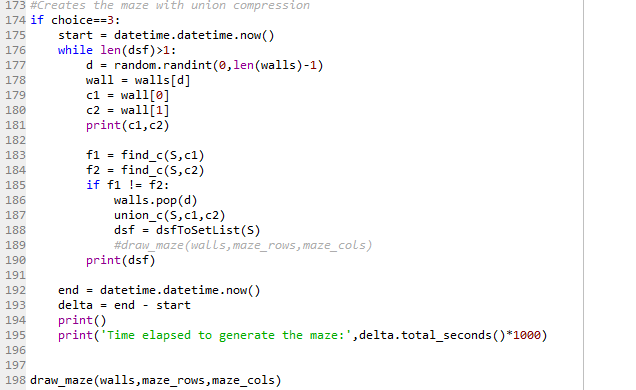 173 #Creates the maze with union compression
174 if choice==3:
175     start = datetime.datetime.now()
176     while len(dsf)>1:
177         d = random.randint(0,len(walls)-1)
178         wall = walls[d]
179         c1 = wall[0]
180         c2 = wall[1]
181         print(c1,c2)
182
183         f1 = find_c(S,c1)
184         f2 = find_c(S,c2)
185         if f1 != f2:
186             walls.pop(d)
187             union_c(S,c1,c2)
188             dsf = dsfToSetList(S)
189             #draw_maze(walls,maze_rows,maze_cols)
190         print(dsf)
191
192     end = datetime.datetime.now()
193     delta = end - start
194     print()
195     print('Time elapsed to generate the maze:',delta.total_seconds()*1000)
196
197
198 draw_maze(walls,maze_rows,maze_cols)